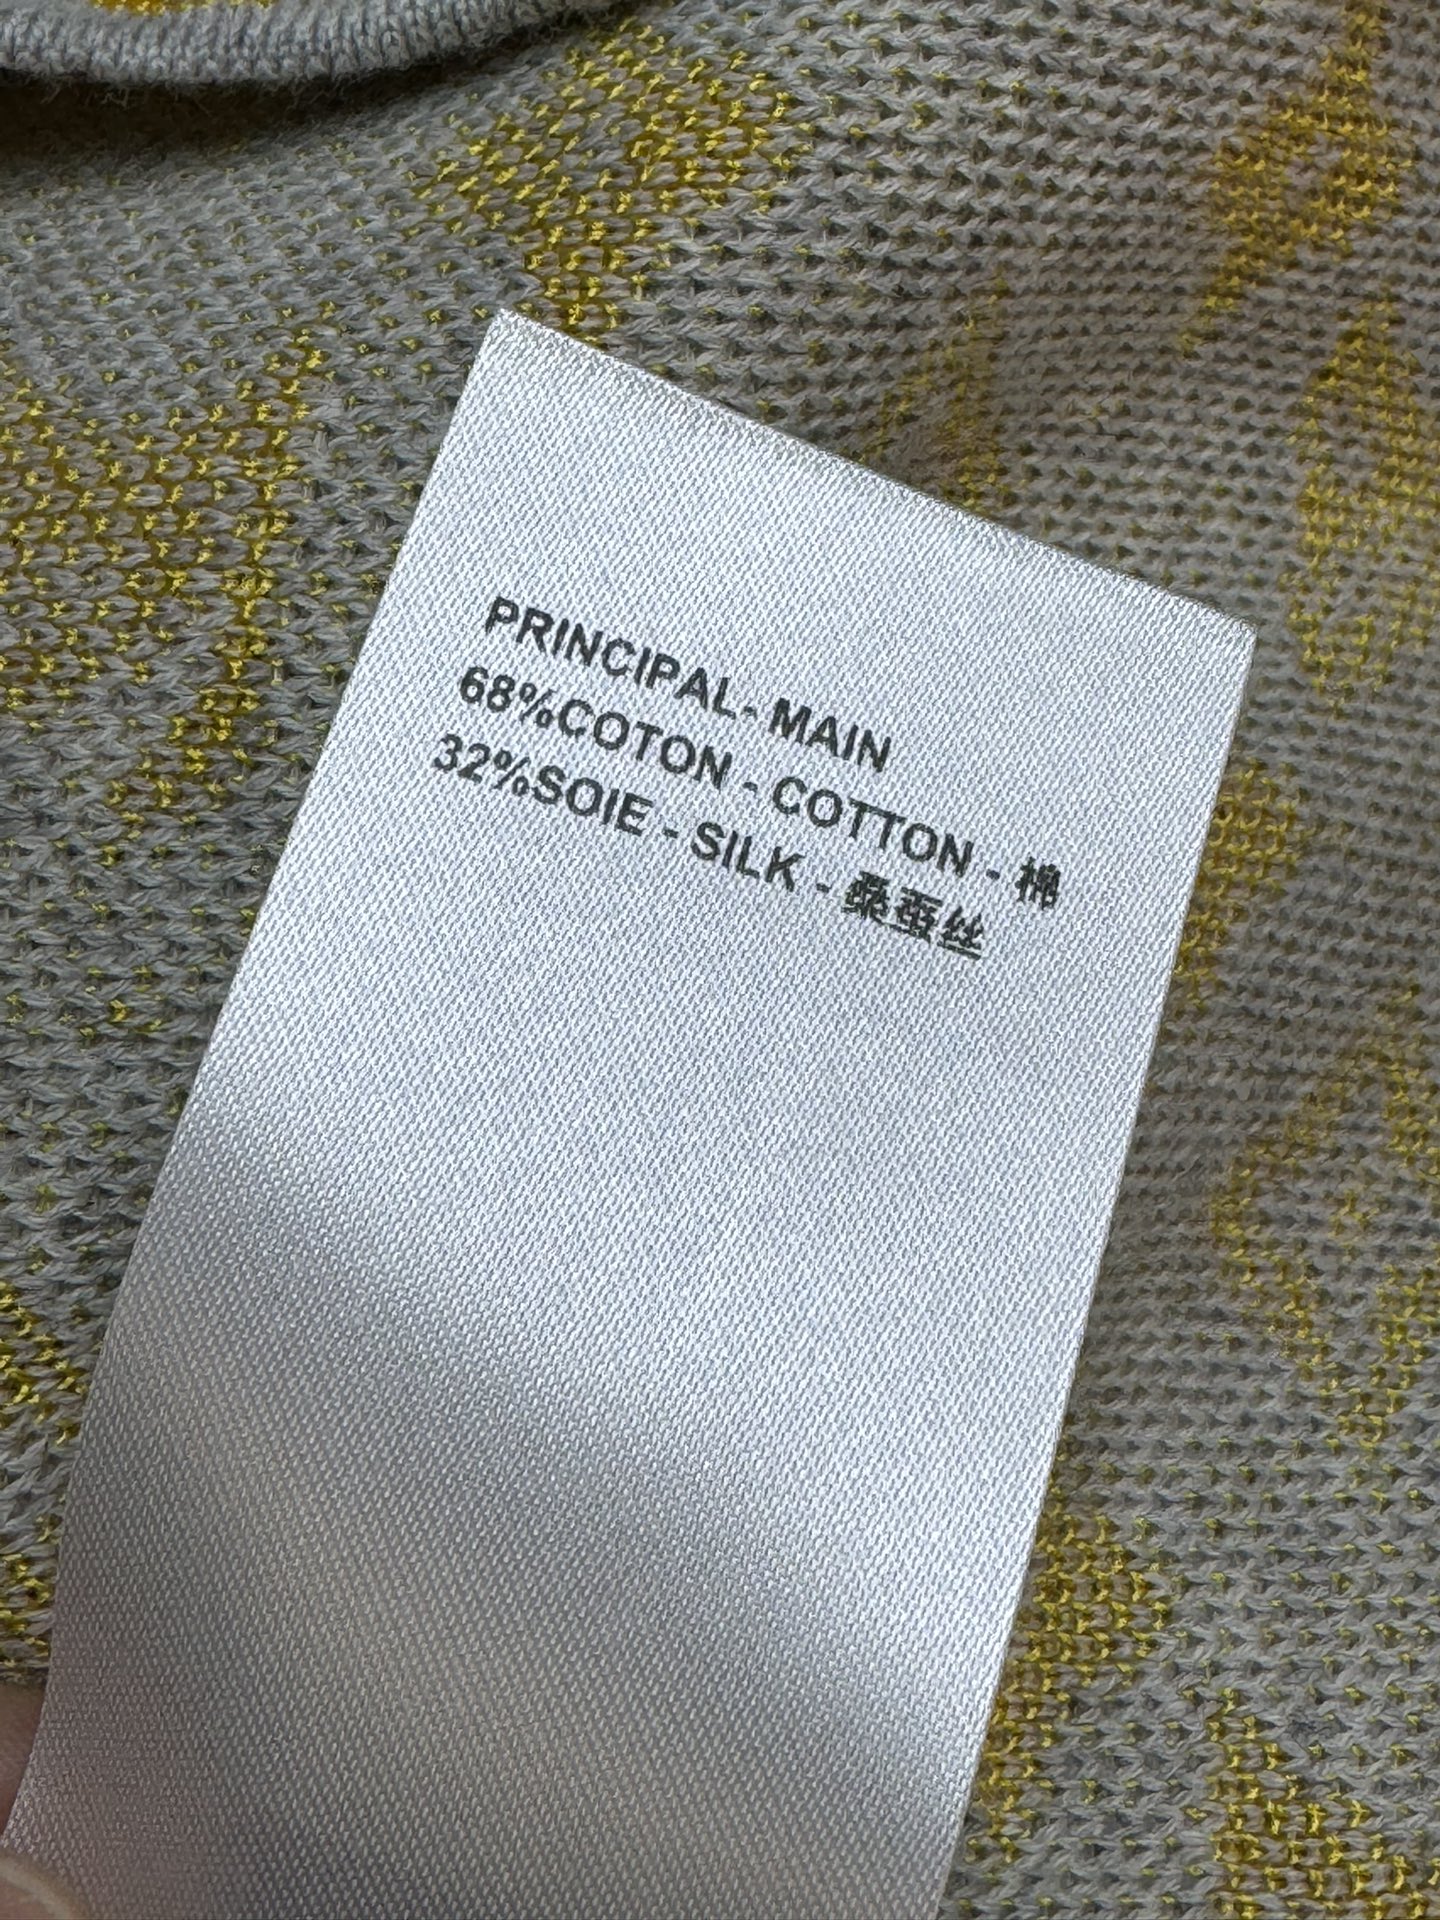 PRINCIPAL- MAIN
68%COTON - COTTON - 棉
32%SOIE - SILK - 桑蚕丝